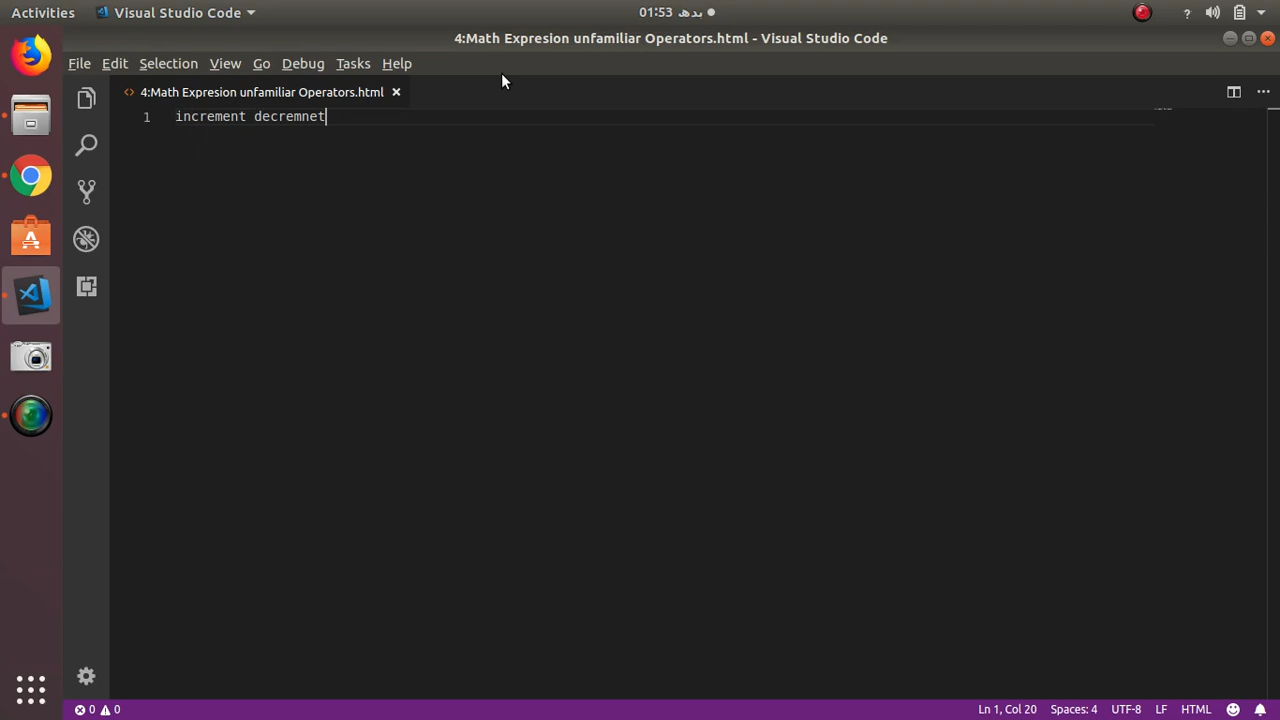 Activities Visual Studio Code 01:53 بدھ
4:Math Expresion unfamiliar Operators.html - Visual Studio Code
File Edit Selection View Go Debug Tasks Help
4:Math Expresion unfamiliar Operators.html
1 increment decremnet
0 0 Ln 1, Col 20 Spaces: 4 UTF-8 LF HTML